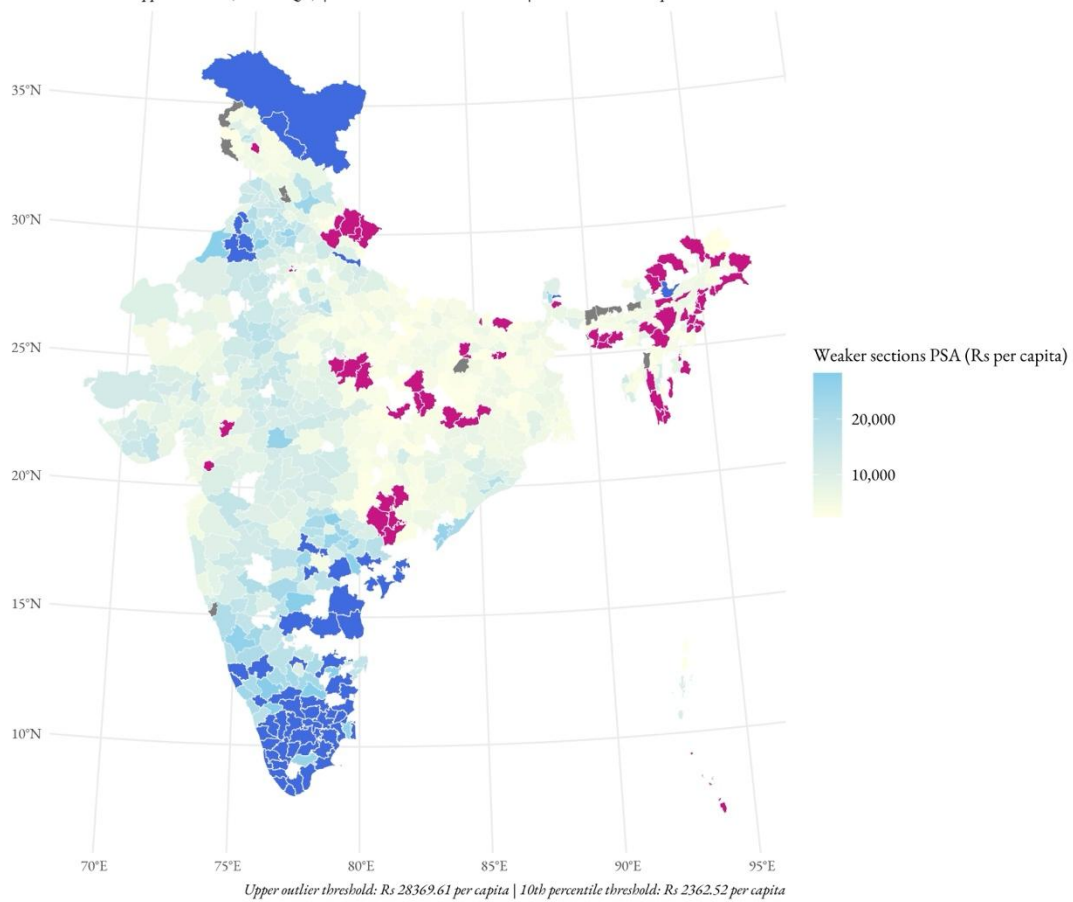 35°N
30°N
25°N
20°N
15°N
10°N
70°E
75°E
80°E
85°E
90°E
95°E
Weaker sections PSA (Rs per capita)
20,000
10,000
Upper outlier threshold: Rs 28369.61 per capita | 10th percentile threshold: Rs 2362.52 per capita